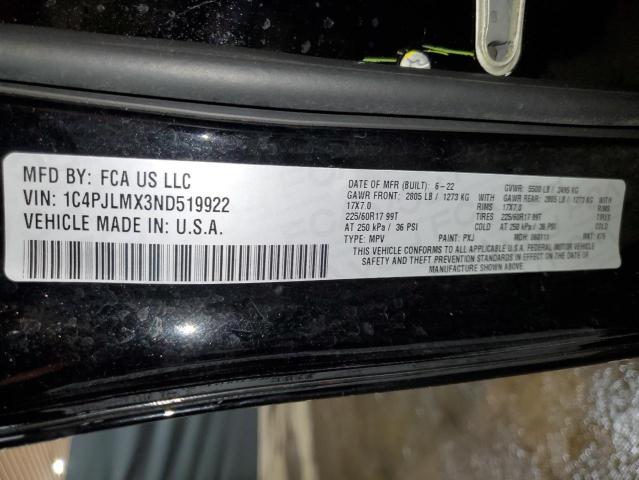 MFD BY: FCA US LLC
VIN: 1C4PJLMX3ND519922
VEHICLE MADE IN U.S.A.
DATE OF MFR (BUILT): 6-22 GVWR: 5500 LB / 2495 KG
GAWR FRONT: 2805 LB / 1273 KG GAWR REAR: 2805 LB / 1273 KG
17X7.0 RIMS 17X7.0 RIMS
225/60R17 99T TIRES 225/60R17 99T TIRES
AT 250 kPa / 36 PSI COLD AT 250 kPa / 36 PSI COLD
TYPE: MPV PAINT: PXJ MDH: 060113
THIS VEHICLE CONFORMS TO ALL APPLICABLE U.S.A. FEDERAL MOTOR VEHICLE
SAFETY AND THEFT PREVENTION STANDARDS IN EFFECT ON THE DATE OF
MANUFACTURE SHOWN ABOVE.